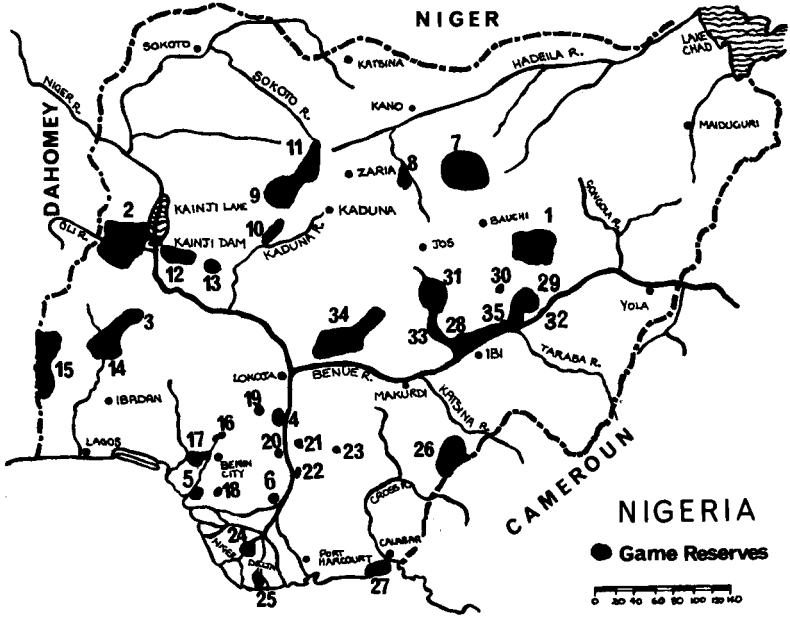 NIGER
SOKOTO
KATSINA
HADEILA R.
LAKE
CHAD
NIGER R.
SOKOTO R.
KANO
MAIDUGURI
DAHOMEY
11
7
8
ZARIA
9
KAINJI LAKE
KADUNA
2
10
BAUCHI
1
GONGOLA R.
OLI R.
KAINJI DAM
KADUNA R.
JOS
12
13
31
30
29
YOLA
3
34
28
35
32
33
14
IBI
TARABA R.
15
LOKOJA
BENUE R.
MAKURDI
KATSINA R.
IBADAN
19
4
16
LAGOS
17
20
21
23
26
BENIN
CITY
22
5
18
6
CROSS R.
CAMEROUN
NIGERIA
24
NIGER
DELTA
PORT
HARCOURT
CALABAR
Game Reserves
25
27
0 20 40 60 80 100 120 140